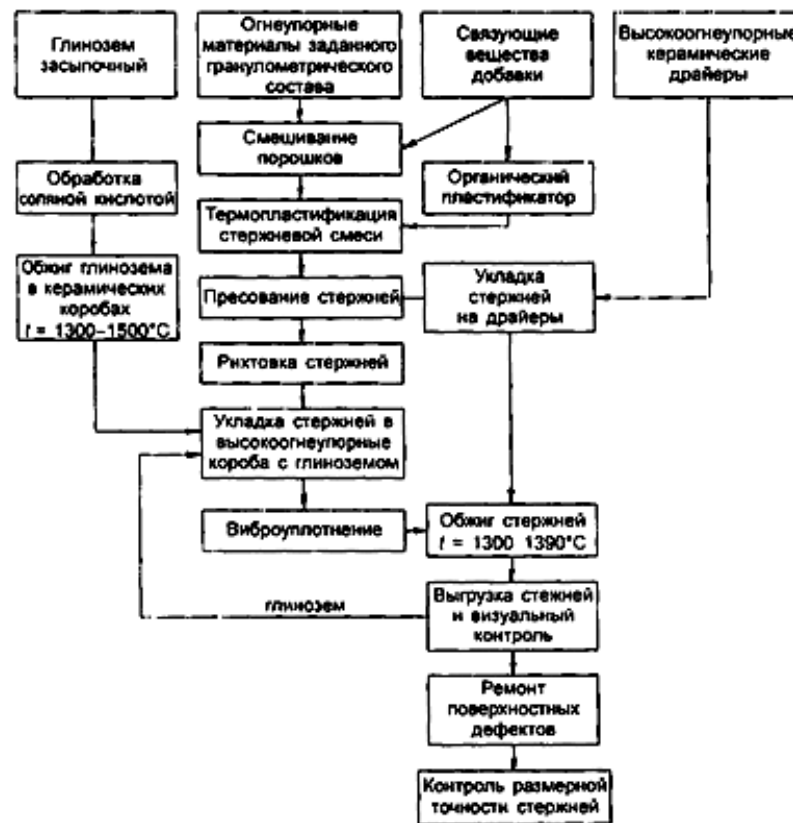 Глинозем
засыпочный
Огнеупорные
материалы заданного
гранулометрического
состава
Связующие
вещества
добавки
Высокоогнеупорные
керамические
драйеры
Смешивание
порошков
Обработка
соляной кислотой
Органический
пластификатор
Термопластификация
стержневой смеси
Обжиг глинозема
в керамических
коробах
t = 1300–1500°С
Пресование стержней
Укладка
стержней
на драйеры
Рихтовка стержней
Укладка стержней в
высокоогнеупорные
короба с глиноземом
Виброуплотнение
Обжиг стержней
t = 1300 1390°С
глинозем
Выгрузка стежней
и визуальный
контроль
Ремонт
поверхностных
дефектов
Контроль размерной
точности стержней